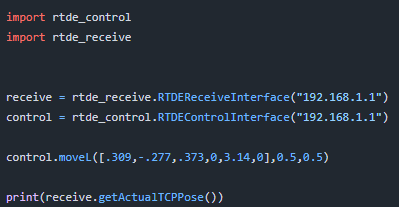 import rtde_control
import rtde_receive
receive = rtde_receive.RTDEReceiveInterface("192.168.1.1")
control = rtde_control.RTDEControlInterface("192.168.1.1")
control.moveL([.309,-.277,.373,0,3.14,0],0.5,0.5)
print(receive.getActualTCPPose())